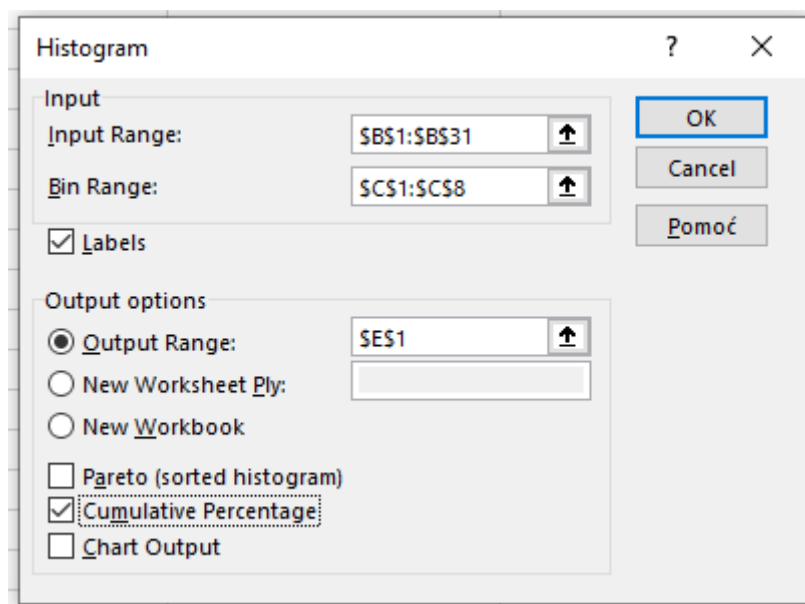 Histogram
?
Input
Input Range:
$B$1:$B$31
Bin Range:
$C$1:$C$8
Labels
OK
Cancel
Pomoć
Output options
Output Range:
$E$1
New Worksheet Ply:
New Workbook
Pareto (sorted histogram)
Cumulative Percentage
Chart Output